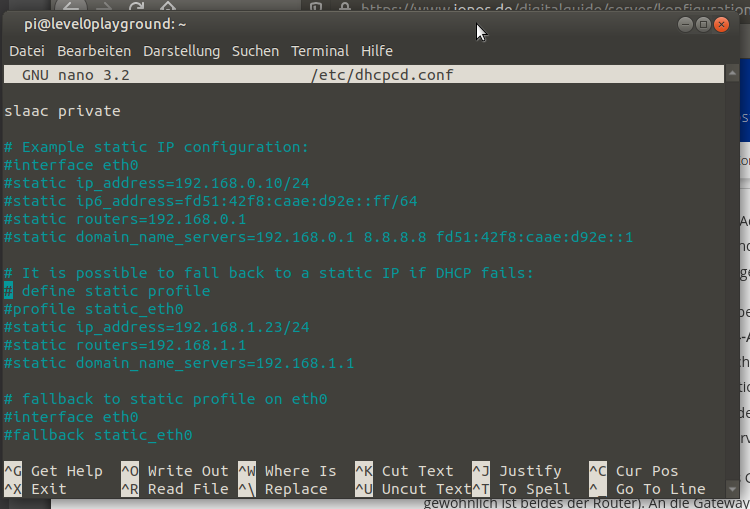 https://www.ionos.de/digitalguide/server/konfiguration
pi@level0playground: ~
Datei Bearbeiten Darstellung Suchen Terminal Hilfe
GNU nano 3.2 /etc/dhcpcd.conf
slaac private
# Example static IP configuration:
#interface eth0
#static ip_address=192.168.0.10/24
#static ip6_address=fd51:42f8:caae:d92e::ff/64
#static routers=192.168.0.1
#static domain_name_servers=192.168.0.1 8.8.8.8 fd51:42f8:caae:d92e::1
# It is possible to fall back to a static IP if DHCP fails:
# define static profile
#profile static_eth0
#static ip_address=192.168.1.23/24
#static routers=192.168.1.1
#static domain_name_servers=192.168.1.1
# fallback to static profile on eth0
#interface eth0
#fallback static_eth0
^G Get Help ^O Write Out ^W Where Is ^K Cut Text ^J Justify ^C Cur Pos
^X Exit ^R Read File ^\ Replace ^U Uncut Text ^T To Spell ^_ Go To Line
gewöhnlich ist beides der Router). An die Gateway